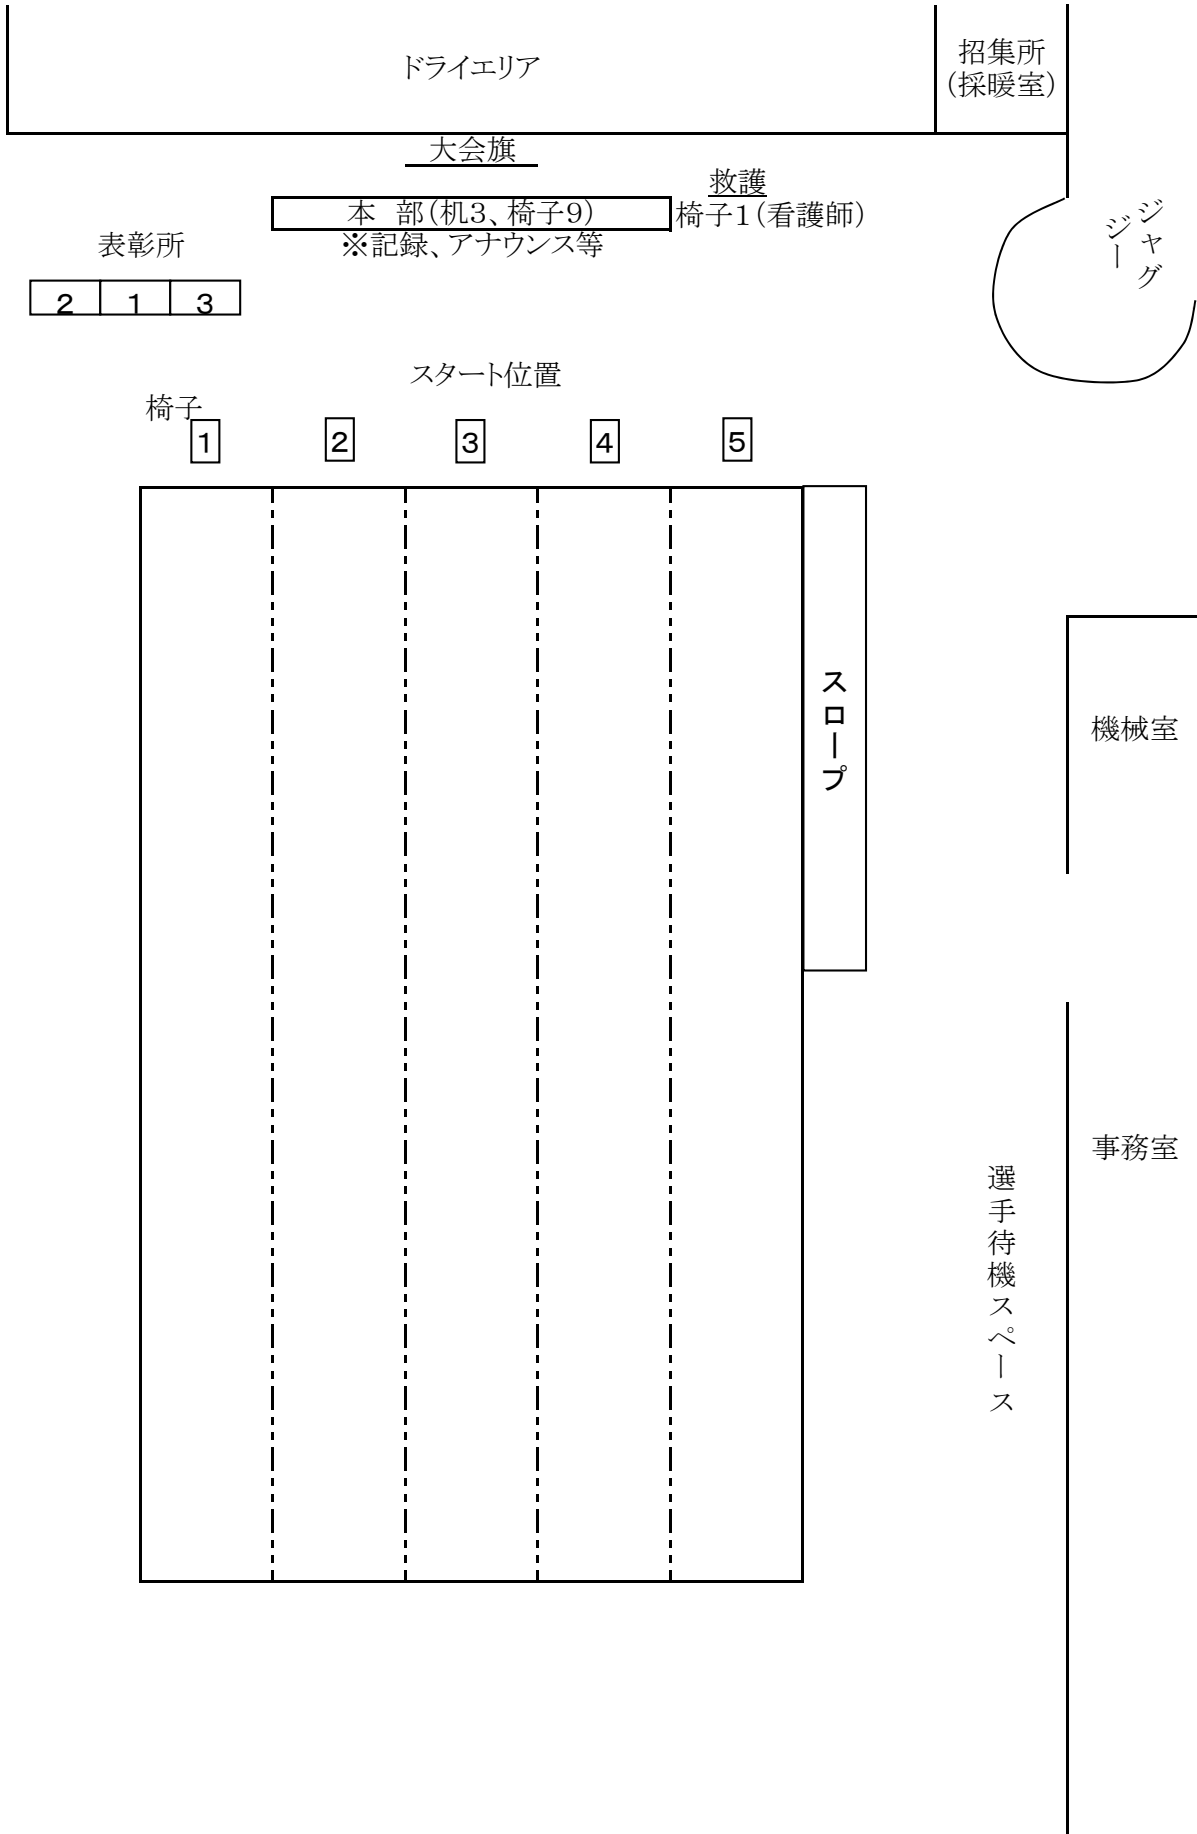 ドライエリア
招集所
（採暖室）
大会旗
救護
本　部（机３、椅子９）
椅子１（看護師）
※記録、アナウンス等
ジャグジー
表彰所
2 1 3
スタート位置
椅子
1 2 3 4 5
スロープ
機械室
事務室
選手待機スペース